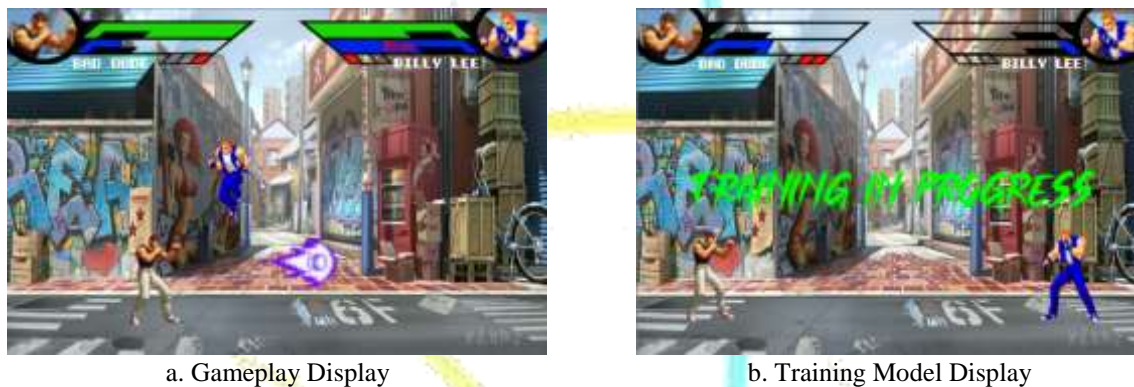 BAD DUDE
BILLY LEE
BAD DUDE
BILLY LEE
TRAINING IN PROGRESS
a. Gameplay Display
b. Training Model Display